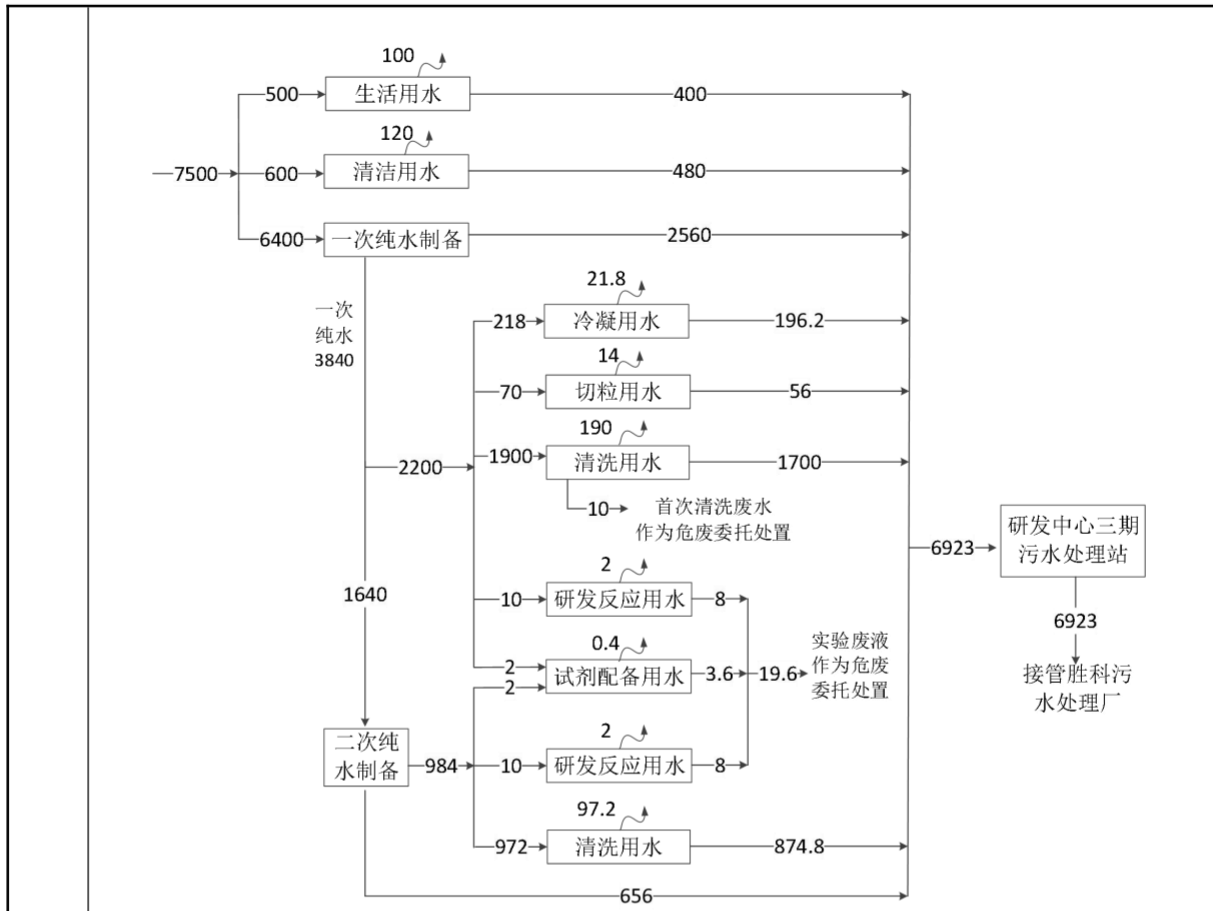 100
500
生活用水
400
120
7500
600
清洁用水
480
6400
一次纯水制备
2560
一次
纯水
3840
21.8
218
冷凝用水
196.2
14
70
切粒用水
56
190
2200
1900
清洗用水
1700
10
首次清洗废水
作为危废委托处置
6923
研发中心三期
污水处理站
6923
接管胜科污
水处理厂
1640
2
10
研发反应用水
8
0.4
2
2
试剂配备用水
3.6
19.6
实验废液
作为危废
委托处置
二次纯
水制备
984
2
10
研发反应用水
8
97.2
972
清洗用水
874.8
656